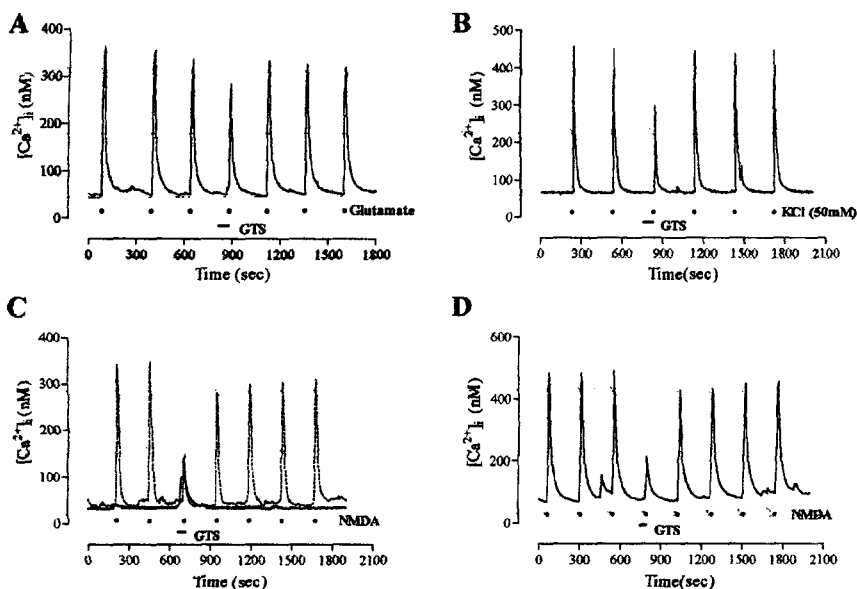 A
[Ca2+]i (nM)
400
300
200
100
0
Glutamate
GTS
0 300 600 900 1200 1500 1800
Time (sec)
B
[Ca2+]i (nM)
500
400
300
200
100
0
KCl (50mM)
GTS
0 300 600 900 1200 1500 1800 2100
Time(sec)
C
[Ca2+]i (nM)
400
300
200
100
0
NMDA
GTS
0 300 600 900 1200 1500 1800
Time (sec)
D
[Ca2+]i (nM)
600
400
200
0
NMDA
GTS
0 300 600 900 1200 1500 1800 2100
Time(sec)